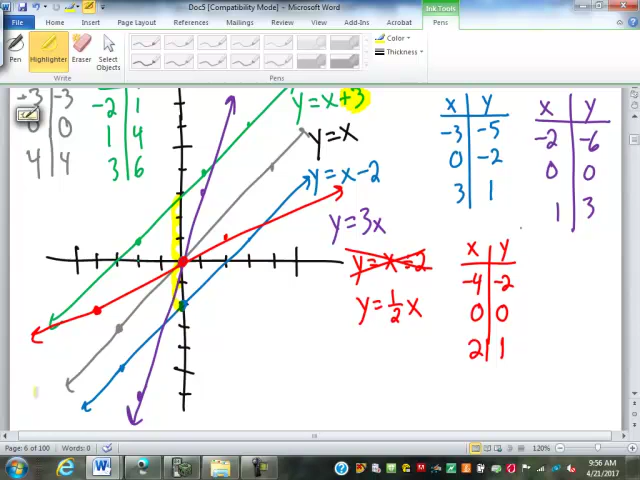 Doc5 [Compatibility Mode] - Microsoft Word
Ink Tools
File Home Insert Page Layout References Mailings Review View Acrobat Pens
Pen
Highlighter
Eraser
Select Objects
Color
Thickness
Write
Pens
-3 -3
0 0
4 4
-2 1
1 4
3 6
y=x+3
y=x
y=x-2
y=3x
y=x=2
y=1/2x
x y
-3 -5
0 -2
3 1
x y
-2 -6
0 0
1 3
x y
-4 -2
0 0
2 1
Page: 6 of 100 Words: 0
120%
9:56 AM
4/21/2017